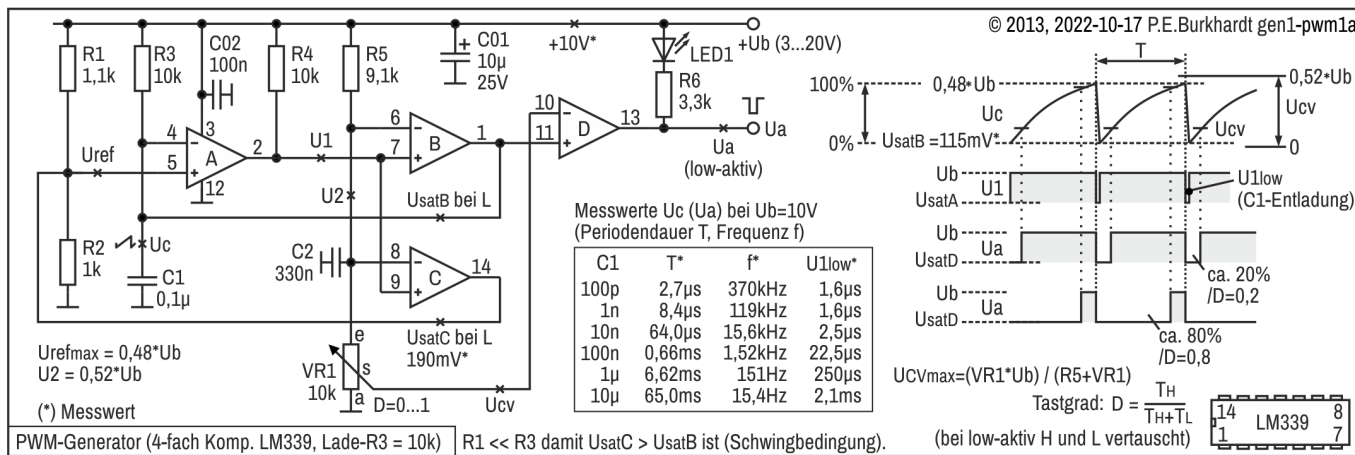 © 2013, 2022-10-17 P.E.Burkhardt gen1-pwm1a
R1
1,1k
R3
10k
C02
100n
R4
10k
R5
9,1k
C01
10µ
25V
+10V*
LED1
+Ub (3...20V)
R6
3,3k
Ua
Ua
(low-aktiv)
Uref
4
5
3
A
2
12
U1
6
7
B
1
10
11
D
13
U2
UsatB bei L
R2
1k
Uc
C1
0,1µ
C2
330n
8
9
C
14
UsatC bei L
190mV*
Urefmax = 0,48*Ub
U2 = 0,52*Ub
(*) Messwert
VR1
10k
e
s
a
D=0...1
Ucv
Messwerte Uc (Ua) bei Ub=10V
(Periodendauer T, Frequenz f)
C1 T* f* U1low*
100p 2,7µs 370kHz 1,6µs
1n 8,4µs 119kHz 1,6µs
10n 64,0µs 15,6kHz 2,5µs
100n 0,66ms 1,52kHz 22,5µs
1µ 6,62ms 151Hz 250µs
10µ 65,0ms 15,4Hz 2,1ms
T
100%
0,48*Ub
0,52*Ub
Uc
Ucv
Ucv
0%
UsatB =115mV*
0
Ub
U1
UsatA
U1low
(C1-Entladung)
Ub
Ua
UsatD
ca. 20%
/D=0,2
Ub
Ua
UsatD
ca. 80%
/D=0,8
UCVmax=(VR1*Ub) / (R5+VR1)
Tastgrad: D = TH
TH+TL
(bei low-aktiv H und L vertauscht)
14 8
LM339
1 7
PWM-Generator (4-fach Komp. LM339, Lade-R3 = 10k)
R1 << R3 damit UsatC > UsatB ist (Schwingbedingung).